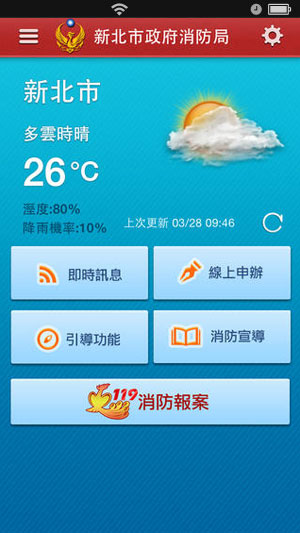 新北市政府消防局
新北市
多雲時晴
26°C
溼度:80%
降雨機率:10%
上次更新 03/28 09:46
即時訊息
線上申辦
引導功能
消防宣導
119 消防報案